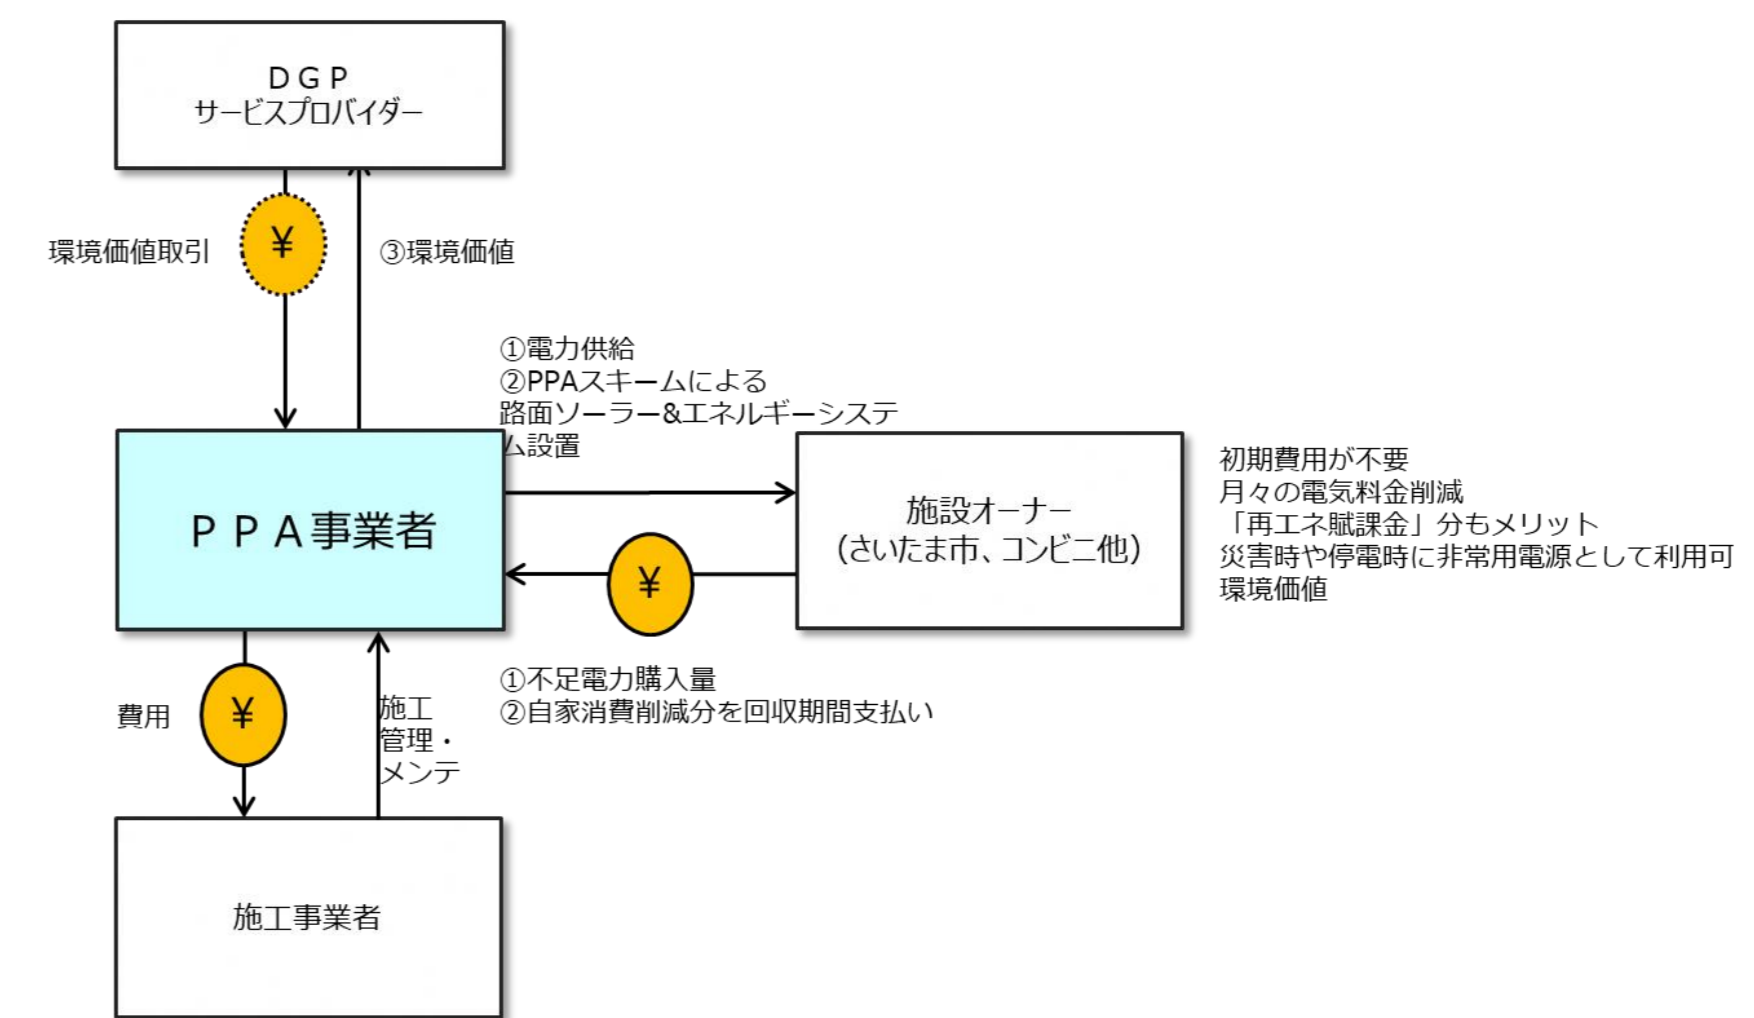 ＤＧＰ
サービスプロバイダー
環境価値取引
¥
③環境価値
①電力供給
②PPAスキームによる
路面ソーラー&エネルギーシステ
ム設置
ＰＰＡ事業者
施設オーナー
（さいたま市、コンビニ他）
初期費用が不要
月々の電気料金削減
「再エネ賦課金」分もメリット
災害時や停電時に非常用電源として利用可
環境価値
¥
①不足電力購入量
②自家消費削減分を回収期間支払い
費用
¥
施工
管理・
メンテ
施工事業者